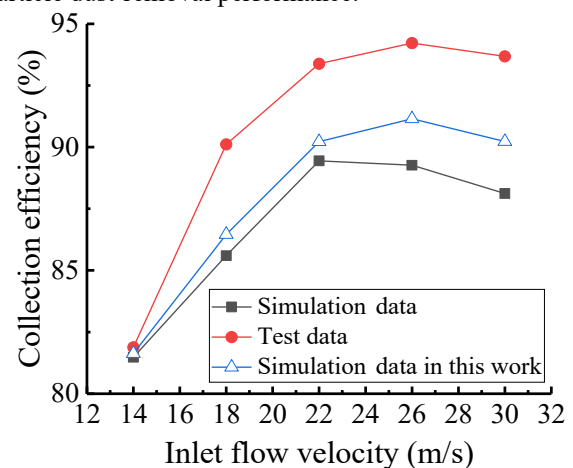 article dust removal performance.
95
90
85
80
Collection efficiency (%)
Simulation data
Test data
Simulation data in this work
12 14 16 18 20 22 24 26 28 30 32
Inlet flow velocity (m/s)